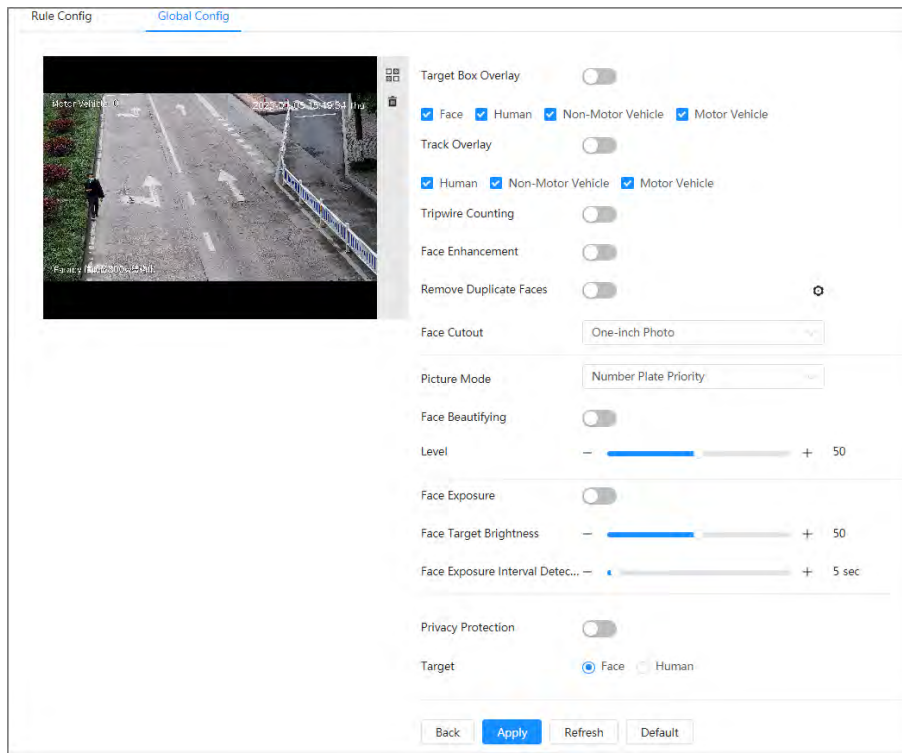 Rule Config
Global Config
Target Box Overlay
Motor Vehicle:
Face Human Non-Motor Vehicle Motor Vehicle
Track Overlay
Human Non-Motor Vehicle Motor Vehicle
Tripwire Counting
Face Enhancement
Remove Duplicate Faces
Face Cutout
One-inch Photo
Picture Mode
Number Plate Priority
Face Beautifying
Level
50
Face Exposure
Face Target Brightness
50
Face Exposure Interval Detec...
5 sec
Privacy Protection
Target
Face Human
Back Apply Refresh Default